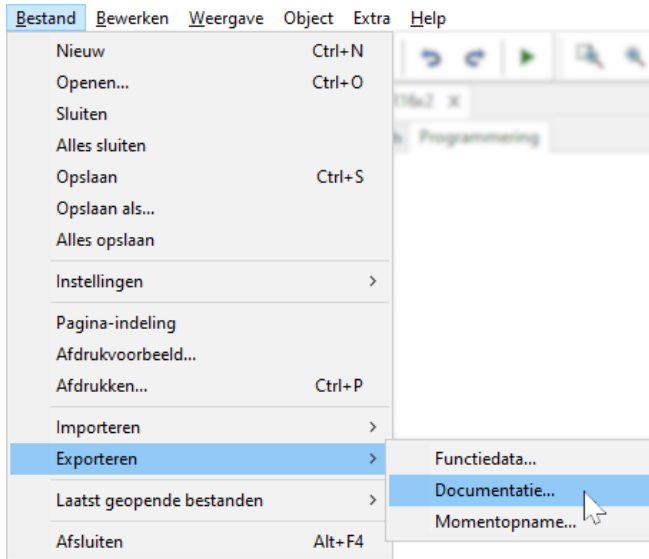 Bestand Bewerken Weergave Object Extra Help
Nieuw Ctrl+N
Openen... Ctrl+O
Sluiten
Alles sluiten
Opslaan Ctrl+S
Opslaan als...
Alles opslaan
Instellingen
Pagina-indeling
Afdrukvoorbeeld...
Afdrukken... Ctrl+P
Importeren
Exporteren
Laatst geopende bestanden
Afsluiten Alt+F4
Functiedata...
Documentatie...
Momentopname...
Programmering